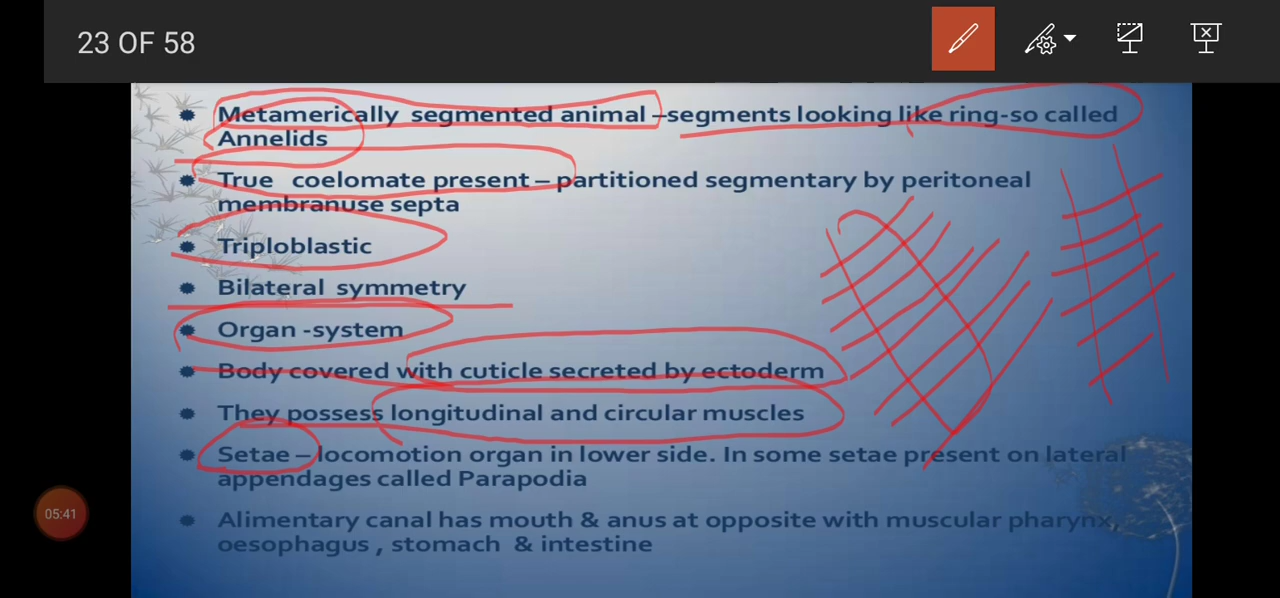 23 OF 58
Metamerically segmented animal –segments looking like ring-so called
Annelids
True coelomate present – partitioned segmentary by peritoneal
membranuse septa
Triploblastic
Bilateral symmetry
Organ -system
Body covered with cuticle secreted by ectoderm
They possess longitudinal and circular muscles
Setae – locomotion organ in lower side. In some setae present on lateral
appendages called Parapodia
Alimentary canal has mouth & anus at opposite with muscular pharynx,
oesophagus , stomach & intestine
05:41